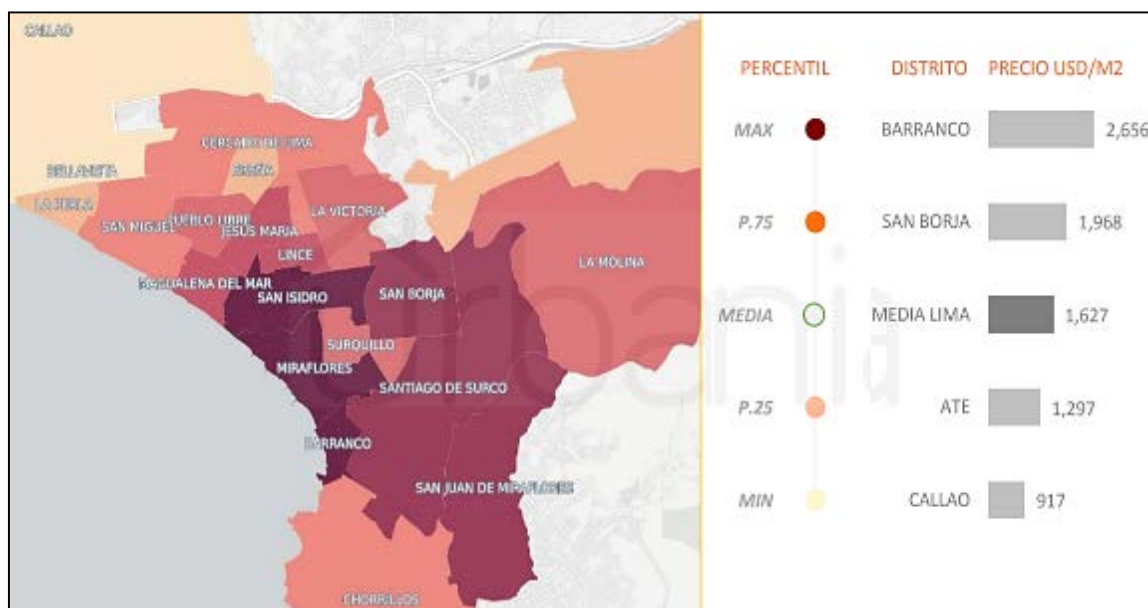 CALLAO
CERCADO DE LIMA
BREÑA
BELLAVISTA
LA PERLA
SAN MIGUEL
PUEBLO LIBRE
LA VICTORIA
JESUS MARIA
LINCE
LA MOLINA
MAGDALENA DEL MAR
SAN ISIDRO
SAN BORJA
SURQUILLO
MIRAFLORES
SANTIAGO DE SURCO
BARRANCO
SAN JUAN DE MIRAFLORES
CHORRILLOS
urbania
PERCENTIL DISTRITO PRECIO USD/M2
MAX BARRANCO 2,656
P.75 SAN BORJA 1,968
MEDIA MEDIA LIMA 1,627
P.25 ATE 1,297
MIN CALLAO 917